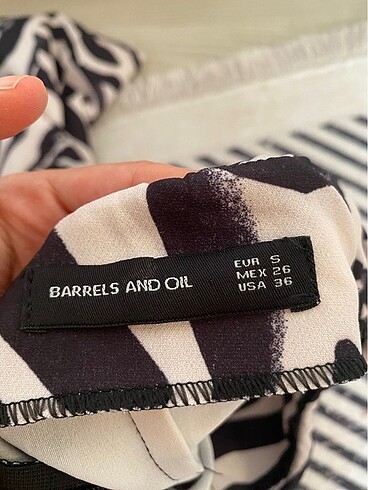 BARRELS AND OIL
EUR S
MEX 26
USA 36